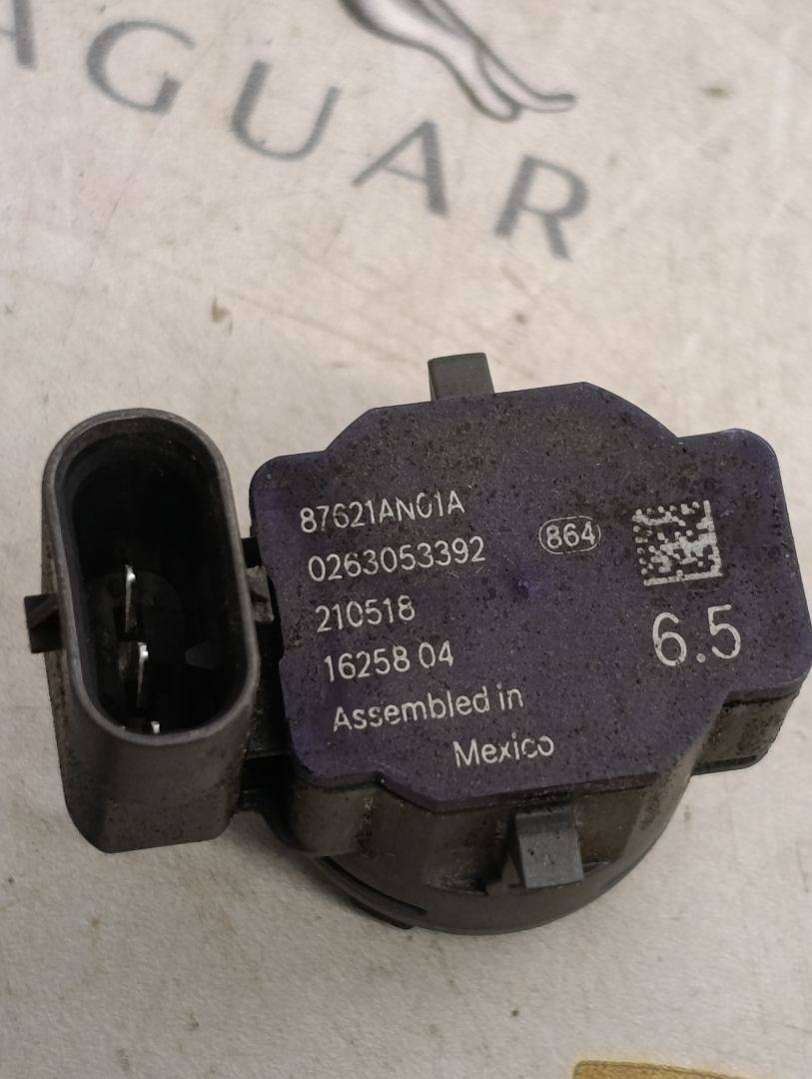 AGUAR
87621AN01A
0263053392
864
210518
16258 04
6.5
Assembled in
Mexico